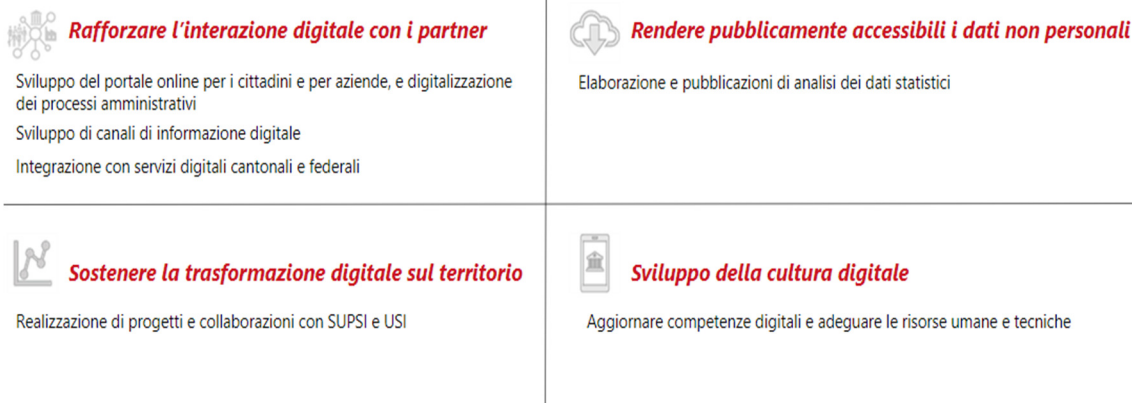 Rafforzare l'interazione digitale con i partner
Sviluppo del portale online per i cittadini e per aziende, e digitalizzazione
dei processi amministrativi
Sviluppo di canali di informazione digitale
Integrazione con servizi digitali cantonali e federali
Rendere pubblicamente accessibili i dati non personali
Elaborazione e pubblicazioni di analisi dei dati statistici
Sostenere la trasformazione digitale sul territorio
Realizzazione di progetti e collaborazioni con SUPSI e USI
Sviluppo della cultura digitale
Aggiornare competenze digitali e adeguare le risorse umane e tecniche